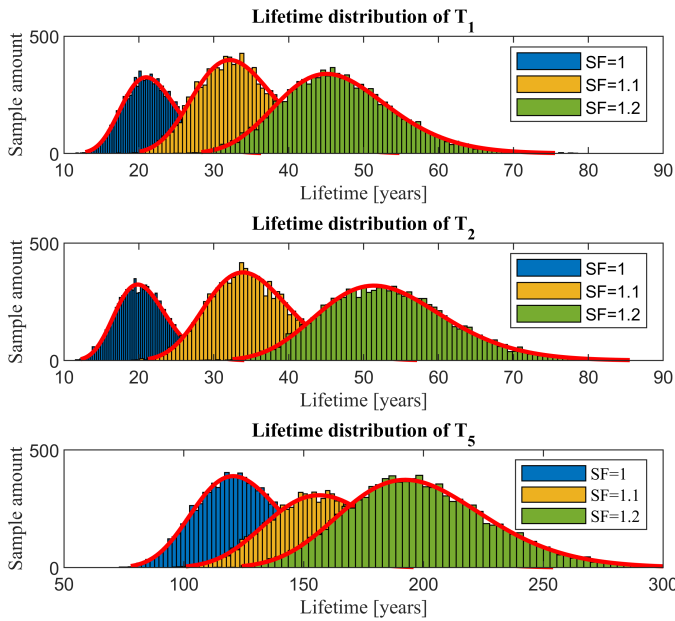 Lifetime distribution of T1
Sample amount
500
0
SF=1
SF=1.1
SF=1.2
10 20 30 40 50 60 70 80 90
Lifetime [years]
Lifetime distribution of T2
Sample amount
500
0
SF=1
SF=1.1
SF=1.2
10 20 30 40 50 60 70 80 90
Lifetime [years]
Lifetime distribution of T5
Sample amount
500
0
SF=1
SF=1.1
SF=1.2
50 100 150 200 250 300
Lifetime [years]